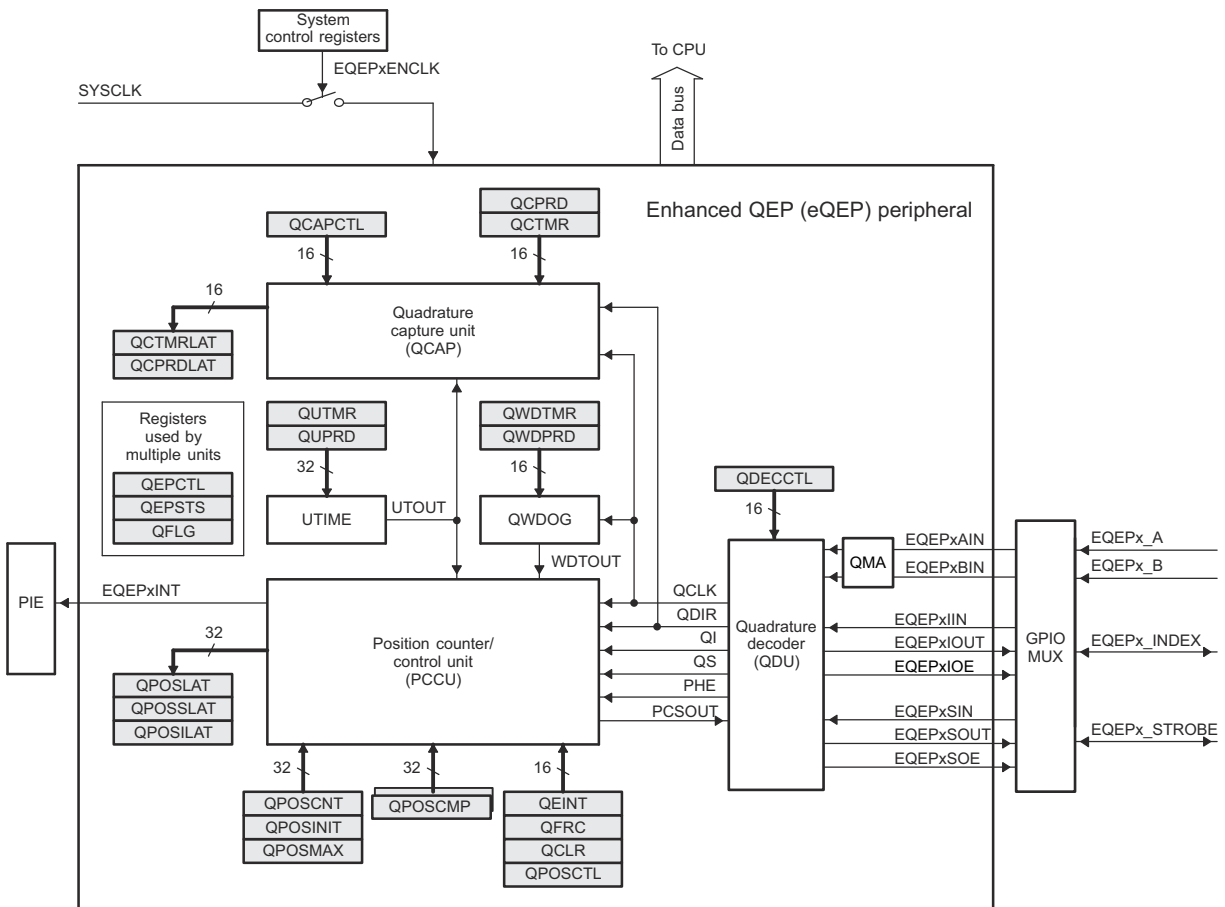 System
control registers
To CPU
EQEPxENCLK
SYSCLK
Data bus
Enhanced QEP (eQEP) peripheral
QCPRD
QCAPCTL
QCTMR
16
16
16
Quadrature
capture unit
(QCAP)
QCTMRLAT
QCPRDLAT
Registers
used by
multiple units
QEPCTL
QEPSTS
QFLG
QUTMR
QUPRD
32
QWDTMR
QWDPRD
16
QDECCTL
16
UTIME
UTOUT
QWDOG
WDTOUT
QMA
EQEPxAIN
EQEPxBIN
EQEPx_A
EQEPx_B
PIE
EQEPxINT
QCLK
QDIR
QI
QS
PHE
PCSOUT
Position counter/
control unit
(PCCU)
Quadrature
decoder
(QDU)
EQEPxIIN
EQEPxIOUT
EQEPxIOE
EQEPxSIN
EQEPxSOUT
EQEPxSOE
GPIO
MUX
EQEPx_INDEX
EQEPx_STROBE
32
QPOSLAT
QPOSSLAT
QPOSILAT
32
32
16
QPOSCNT
QPOSINIT
QPOSMAX
QPOSCMP
QEINT
QFRC
QCLR
QPOSCTL